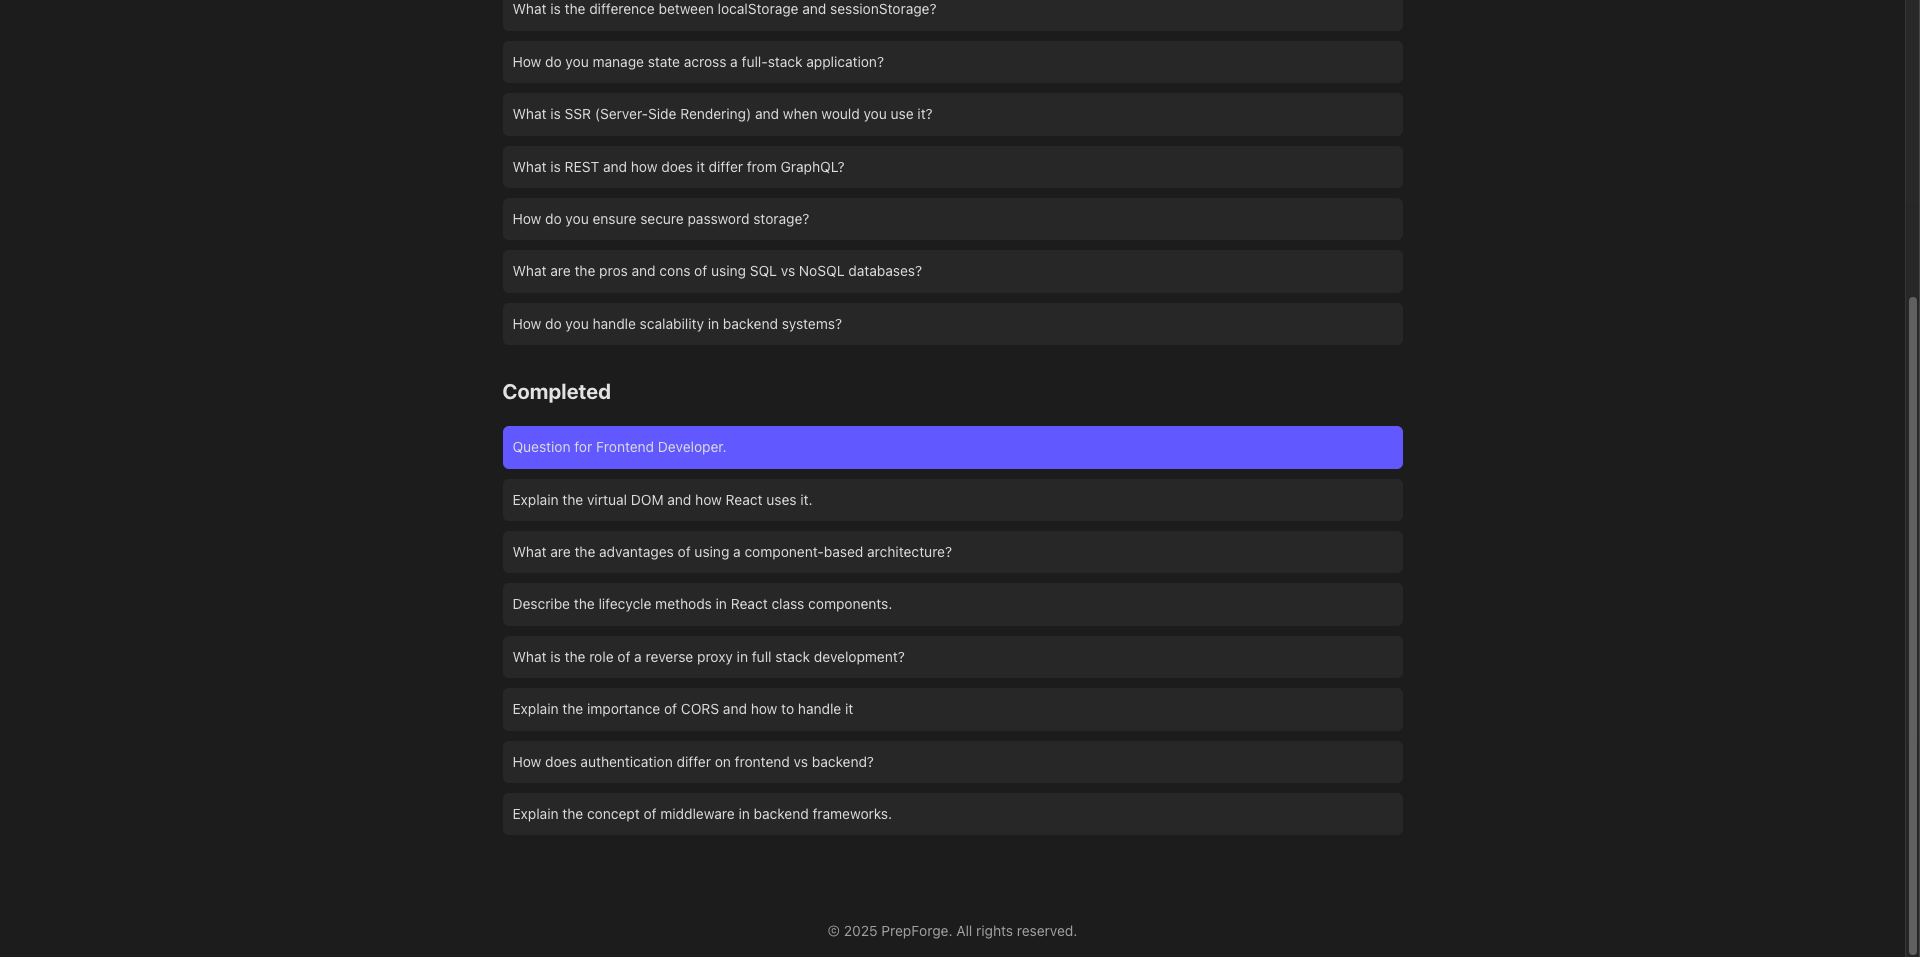 What is the difference between localStorage and sessionStorage?
How do you manage state across a full-stack application?
What is SSR (Server-Side Rendering) and when would you use it?
What is REST and how does it differ from GraphQL?
How do you ensure secure password storage?
What are the pros and cons of using SQL vs NoSQL databases?
How do you handle scalability in backend systems?
Completed
Question for Frontend Developer.
Explain the virtual DOM and how React uses it.
What are the advantages of using a component-based architecture?
Describe the lifecycle methods in React class components.
What is the role of a reverse proxy in full stack development?
Explain the importance of CORS and how to handle it
How does authentication differ on frontend vs backend?
Explain the concept of middleware in backend frameworks.
© 2025 PrepForge. All rights reserved.